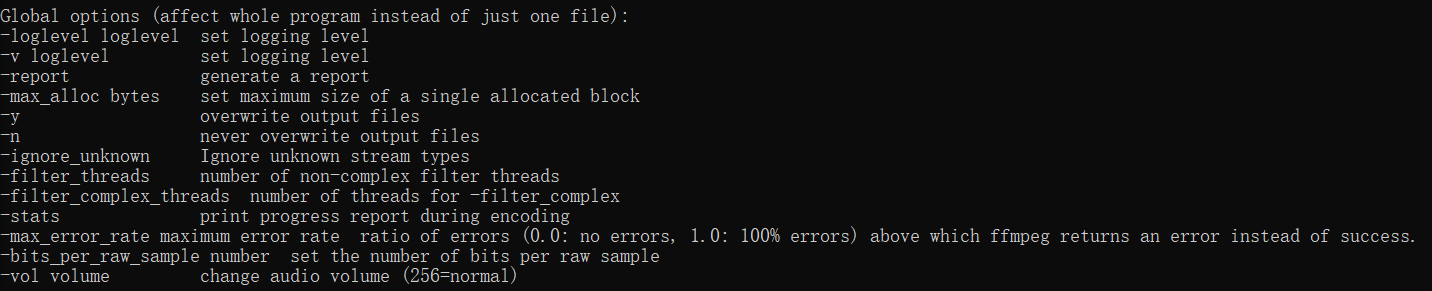 Global options (affect whole program instead of just one file):
-loglevel loglevel  set logging level
-v loglevel         set logging level
-report             generate a report
-max_alloc bytes    set maximum size of a single allocated block
-y                  overwrite output files
-n                  never overwrite output files
-ignore_unknown     Ignore unknown stream types
-filter_threads     number of non-complex filter threads
-filter_complex_threads  number of threads for -filter_complex
-stats              print progress report during encoding
-max_error_rate maximum error rate  ratio of errors (0.0: no errors, 1.0: 100% errors) above which ffmpeg returns an error instead of success.
-bits_per_raw_sample number  set the number of bits per raw sample
-vol volume         change audio volume (256=normal)